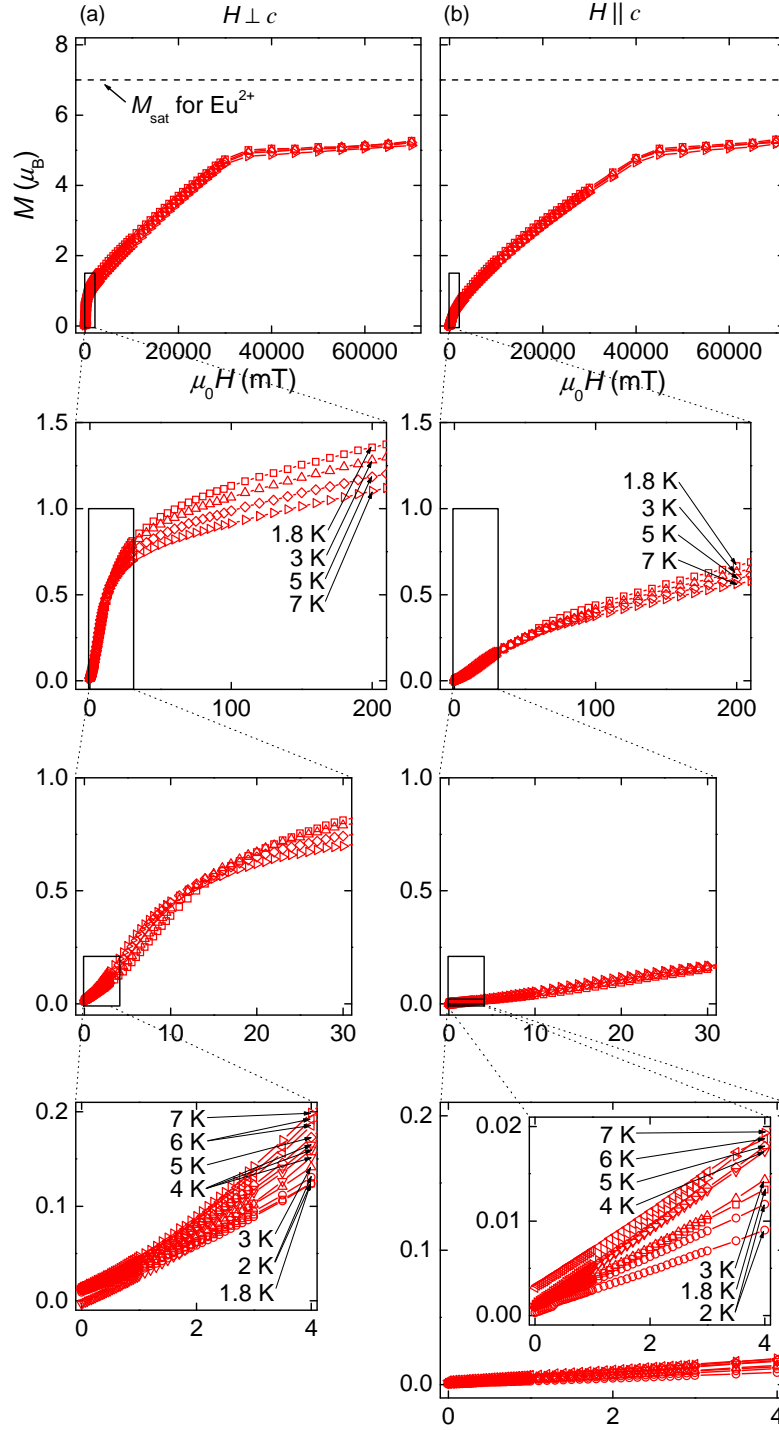 (a) H ⊥ c
(b) H || c
M (μ_B)
8
6
4
2
0
M_sat for Eu²⁺
0 20000 40000 60000
0 20000 40000 60000
μ₀H (mT)
μ₀H (mT)
1.5
1.0
0.5
0.0
1.8 K
3 K
5 K
7 K
0 100 200
1.5
1.0
0.5
0.0
1.8 K
3 K
5 K
7 K
0 100 200
1.0
0.5
0.0
0 10 20 30
1.0
0.5
0.0
0 10 20 30
0.2
0.1
0.0
7 K
6 K
5 K
4 K
3 K
2 K
1.8 K
0 2 4
0.2
0.1
0.0
0.02
0.01
0.00
7 K
6 K
5 K
4 K
3 K
1.8 K
2 K
0 2 4
0 2 4